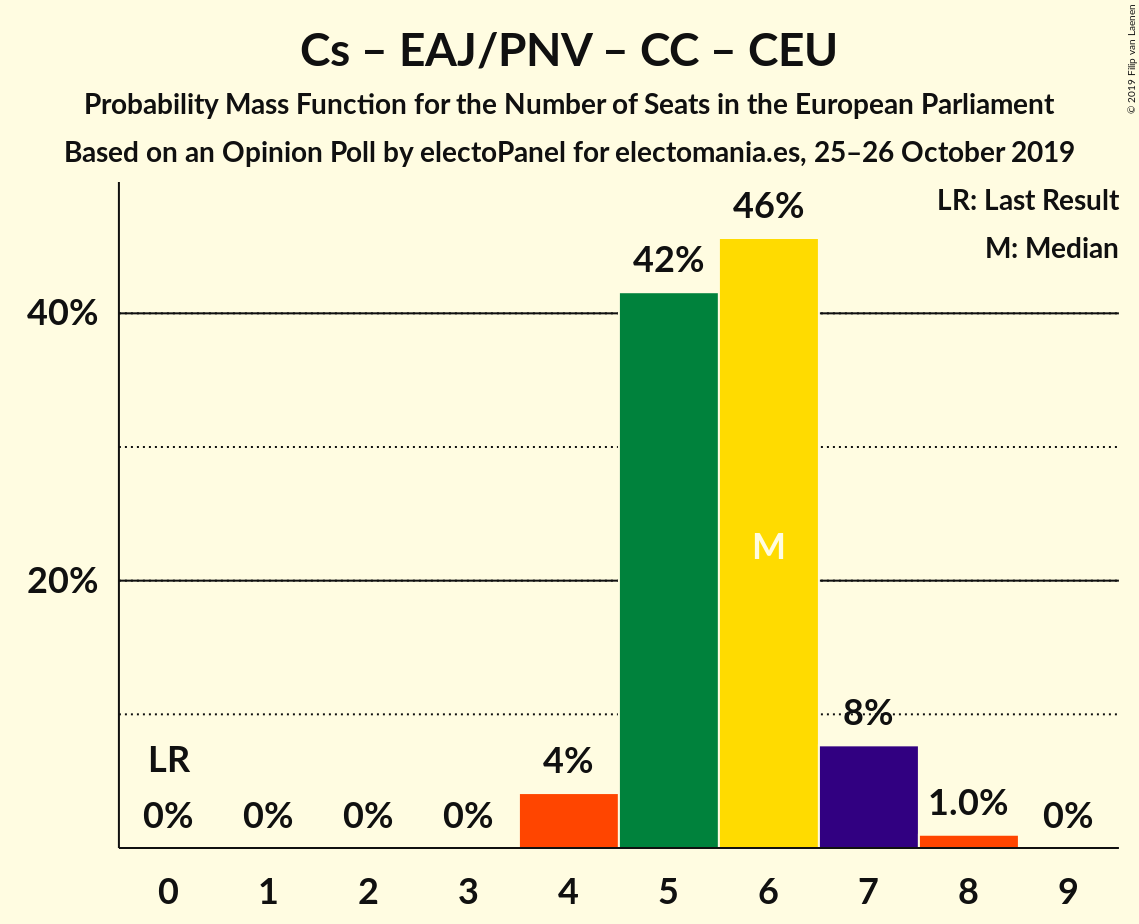 Cs – EAJ/PNV – CC – CEU
Probability Mass Function for the Number of Seats in the European Parliament
Based on an Opinion Poll by electoPanel for electomania.es, 25–26 October 2019
© 2019 Filip van Laenen
LR: Last Result
M: Median
46%
42%
40%
M
20%
8%
LR
4%
1.0%
0% 0% 0% 0% 0%
0 1 2 3 4 5 6 7 8 9